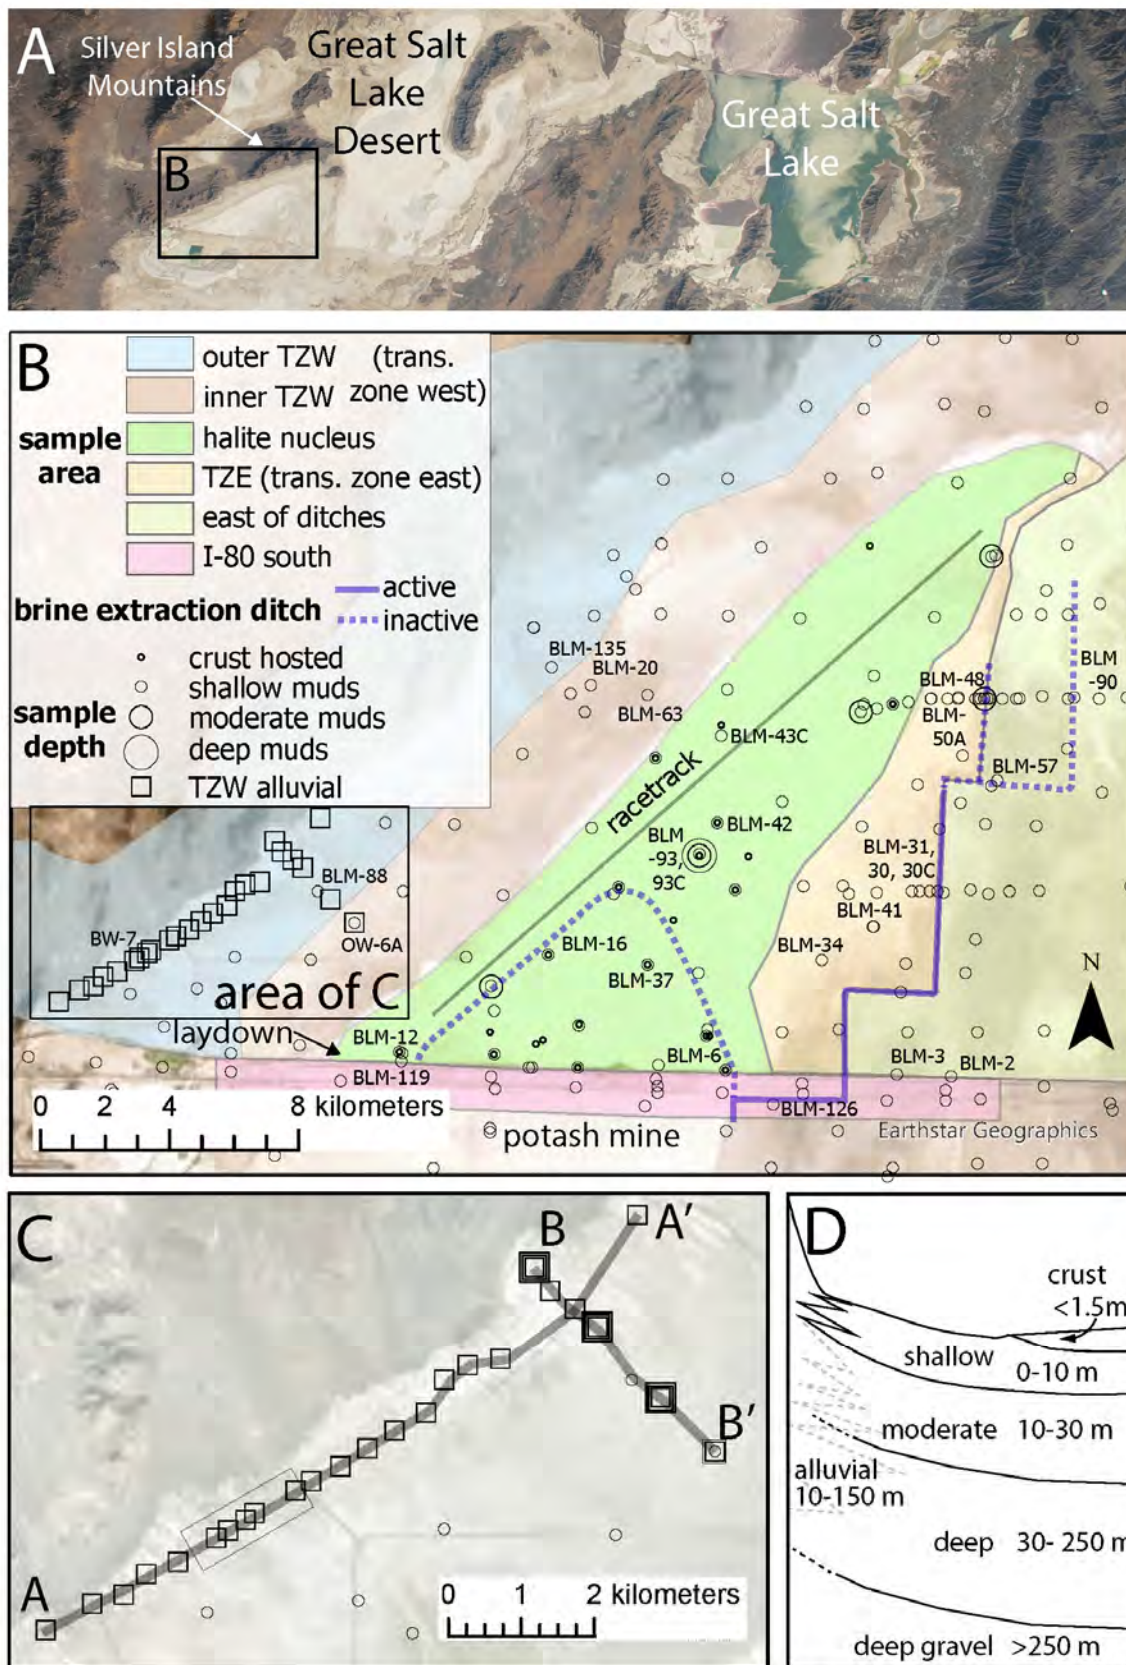 A
Silver Island
Mountains
Great Salt
Lake
Desert
Great Salt
Lake
B
B
outer TZW (trans.
inner TZW zone west)
halite nucleus
sample
area
TZE (trans. zone east)
east of ditches
I-80 south
brine extraction ditch
active
inactive
crust hosted
shallow muds
sample
depth
moderate muds
deep muds
TZW alluvial
BLM-135
BLM-20
BLM-63
BLM-43C
BLM-48
BLM
-90
BLM-
50A
BLM-57
racetrack
BLM-42
BLM
-93,
93C
BLM-31,
30, 30C
BLM-88
BLM-41
OW-6A
BW-7
BLM-16
BLM-34
BLM-37
area of C
N
laydown
BLM-12
BLM-6
BLM-3
BLM-2
BLM-119
BLM-126
0 2 4 8 kilometers
potash mine
Earthstar Geographics
C
B
A'
B'
A
0 1 2 kilometers
D
crust
<1.5m
shallow 0-10 m
moderate 10-30 m
alluvial
10-150 m
deep 30- 250 m
deep gravel >250 m